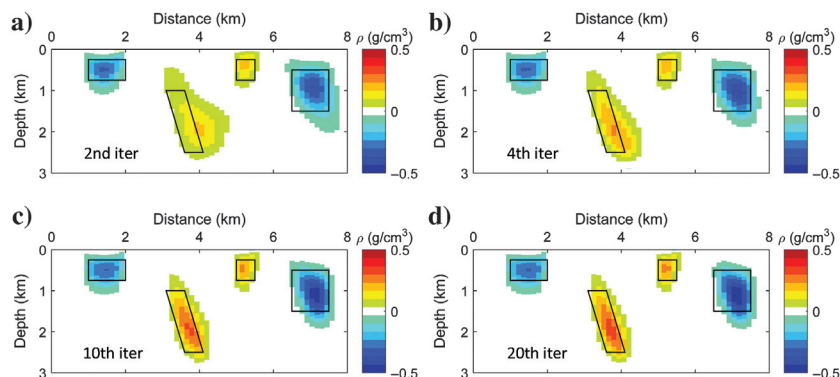 a)
Distance (km)
0 2 4 6 8
ρ (g/cm³)
Depth (km)
0
1
2
3
0.5
0
−0.5
2nd iter
b)
Distance (km)
0 2 4 6 8
ρ (g/cm³)
Depth (km)
0
1
2
3
0.5
0
−0.5
4th iter
c)
Distance (km)
0 2 4 6 8
ρ (g/cm³)
Depth (km)
0
1
2
3
0.5
0
−0.5
10th iter
d)
Distance (km)
0 2 4 6 8
ρ (g/cm³)
Depth (km)
0
1
2
3
0.5
0
−0.5
20th iter